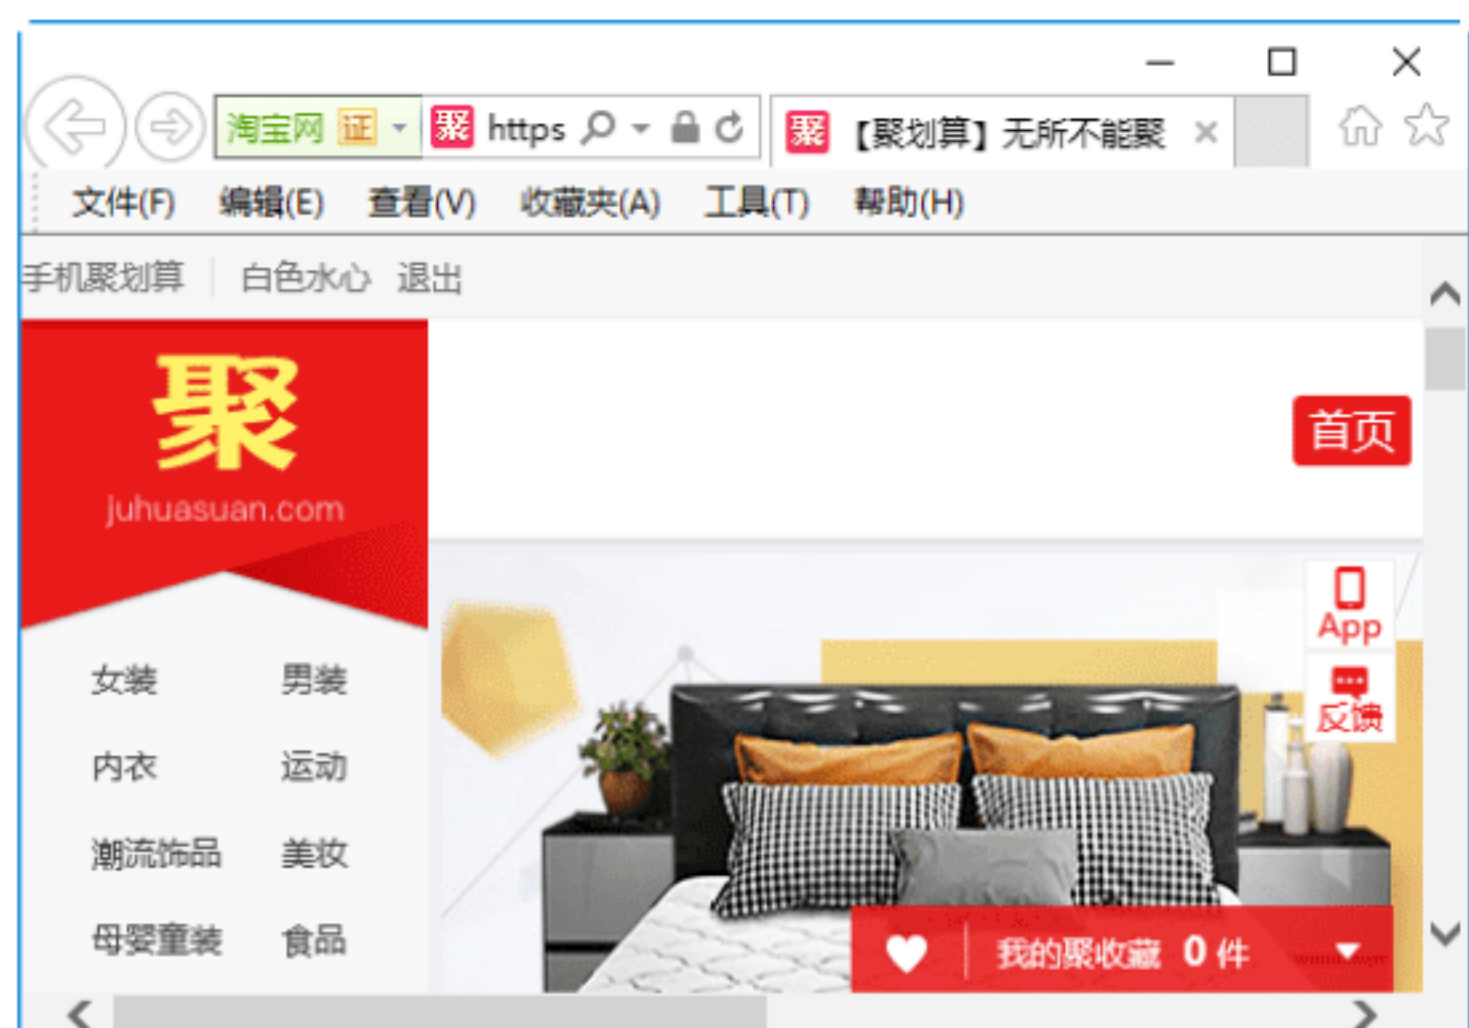 淘宝网 证 聚 https 聚 【聚划算】无所不能聚
文件(F) 编辑(E) 查看(V) 收藏夹(A) 工具(T) 帮助(H)
手机聚划算 白色水心 退出
聚
juhuasuan.com
首页
App
反馈
女装 男装
内衣 运动
潮流饰品 美妆
母婴童装 食品
我的聚收藏 0 件